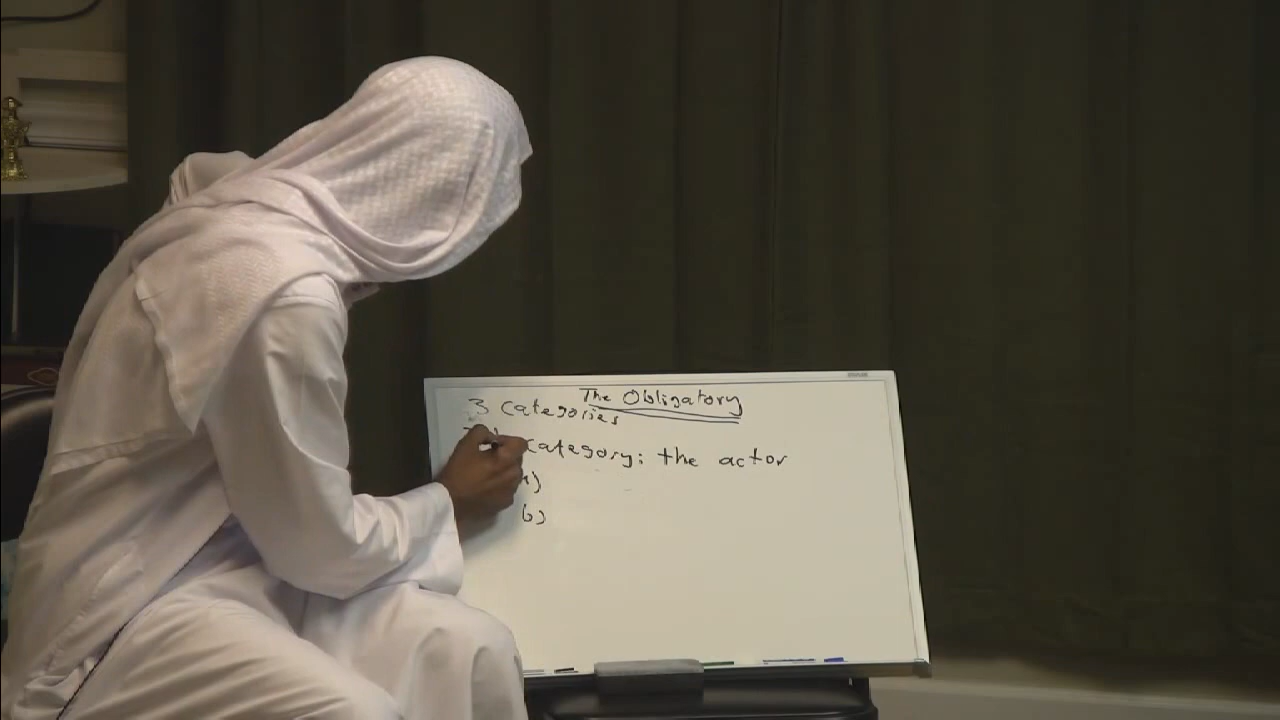 The Obligatory
3 Categories
category: the actor
a)
b)